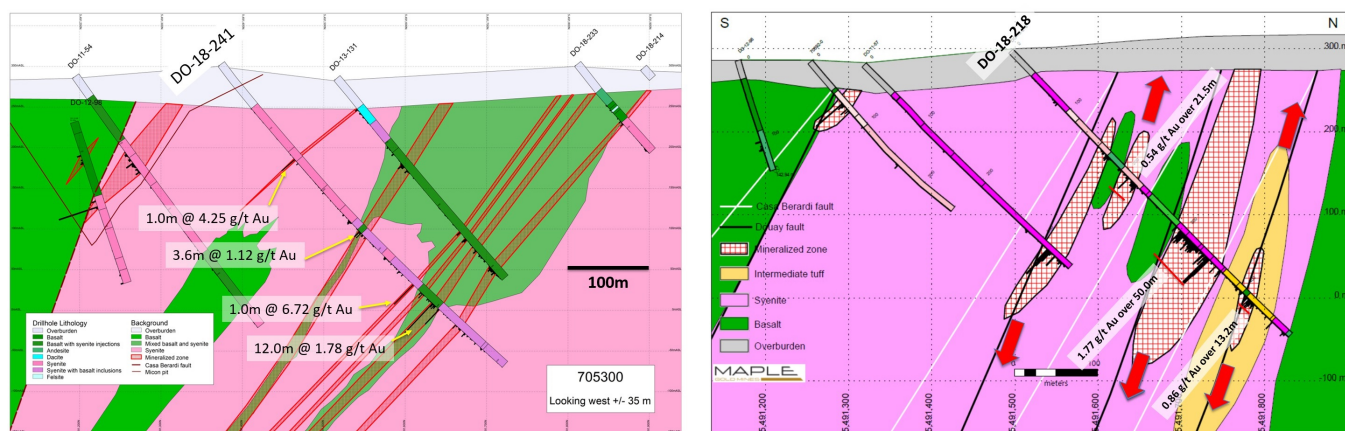 DO-11-54
DO-18-241
DO-13-131
DO-18-233
DO-18-214
DO-12-98
1.0m @ 4.25 g/t Au
3.6m @ 1.12 g/t Au
1.0m @ 6.72 g/t Au
12.0m @ 1.78 g/t Au
100m
Drillhole Lithology
Overburden
Basalt
Basalt with syenite injections
Andesite
Dacite
Syenite
Syenite with basalt inclusions
Felsite
Background
Overburden
Basalt
Mixed basalt and syenite
Syenite
Mineralized zone
Casa Berardi fault
Micon pit
705300
Looking west +/- 35 m
S
N
DO-18-218
300 m
200 m
100 m
0 m
-100 m
0.54 g/t Au over 21.5m
1.77 g/t Au over 50.0m
0.86 g/t Au over 13.2m
Casa Berardi fault
Douay fault
Mineralized zone
Intermediate tuff
Syenite
Basalt
Overburden
MAPLE
GOLD MINES
0
100
meters
5,491,200
5,491,300
5,491,400
5,491,500
5,491,600
5,491,800